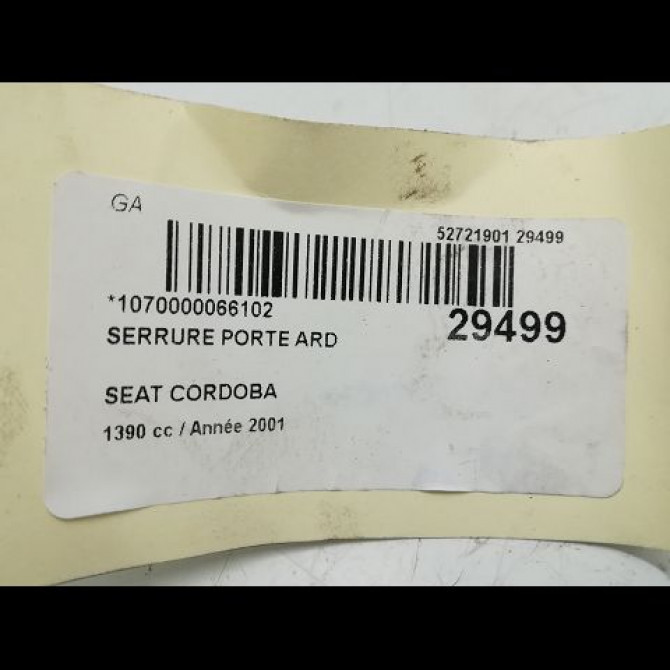 GA
52721901 29499
*1070000066102
29499
SERRURE PORTE ARD
SEAT CORDOBA
1390 cc / Année 2001